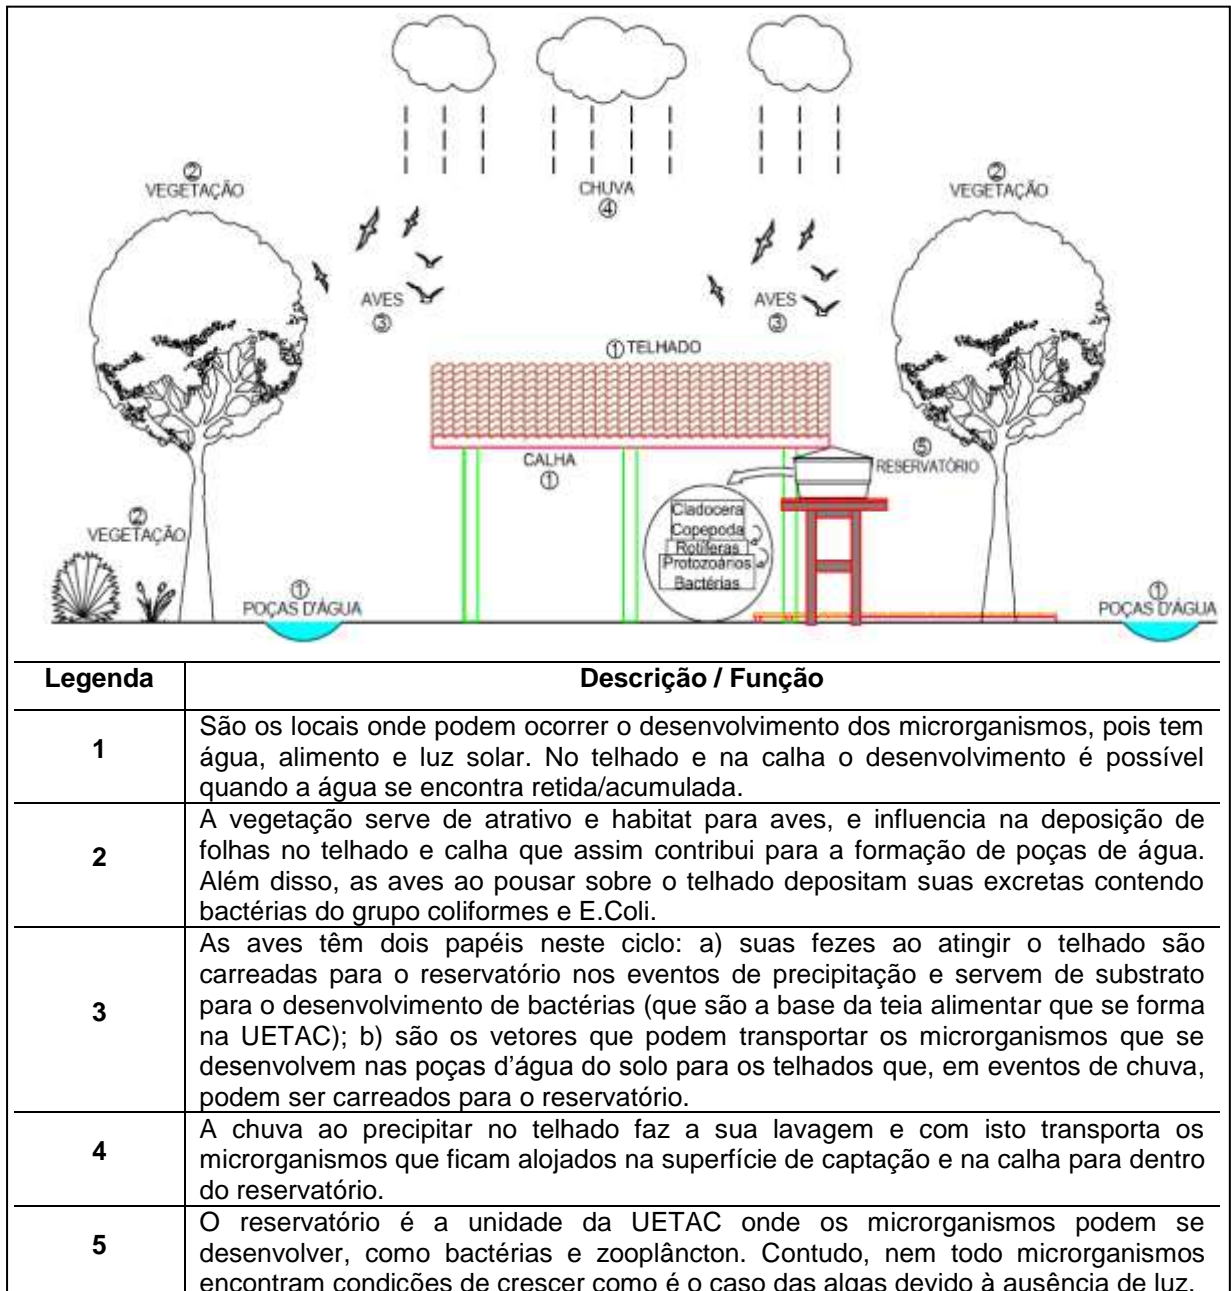 ②
VEGETAÇÃO
②
VEGETAÇÃO
CHUVA
④
AVES
③
AVES
③
① TELHADO
CALHA
①
⑤
RESERVATÓRIO
Cladocera
Copepoda
Rotíferas
Protozoários
Bactérias
②
VEGETAÇÃO
①
POÇAS D'ÁGUA
①
POÇAS D'ÁGUA
Legenda
Descrição / Função
1
São os locais onde podem ocorrer o desenvolvimento dos microrganismos, pois tem
água, alimento e luz solar. No telhado e na calha o desenvolvimento é possível
quando a água se encontra retida/acumulada.
2
A vegetação serve de atrativo e habitat para aves, e influencia na deposição de
folhas no telhado e calha que assim contribui para a formação de poças de água.
Além disso, as aves ao pousar sobre o telhado depositam suas excretas contendo
bactérias do grupo coliformes e E.Coli.
3
As aves têm dois papéis neste ciclo: a) suas fezes ao atingir o telhado são
carreadas para o reservatório nos eventos de precipitação e servem de substrato
para o desenvolvimento de bactérias (que são a base da teia alimentar que se forma
na UETAC); b) são os vetores que podem transportar os microrganismos que se
desenvolvem nas poças d’água do solo para os telhados que, em eventos de chuva,
podem ser carreados para o reservatório.
4
A chuva ao precipitar no telhado faz a sua lavagem e com isto transporta os
microrganismos que ficam alojados na superfície de captação e na calha para dentro
do reservatório.
5
O reservatório é a unidade da UETAC onde os microrganismos podem se
desenvolver, como bactérias e zooplâncton. Contudo, nem todo microrganismos
encontram condições de crescer como é o caso das algas devido à ausência de luz.